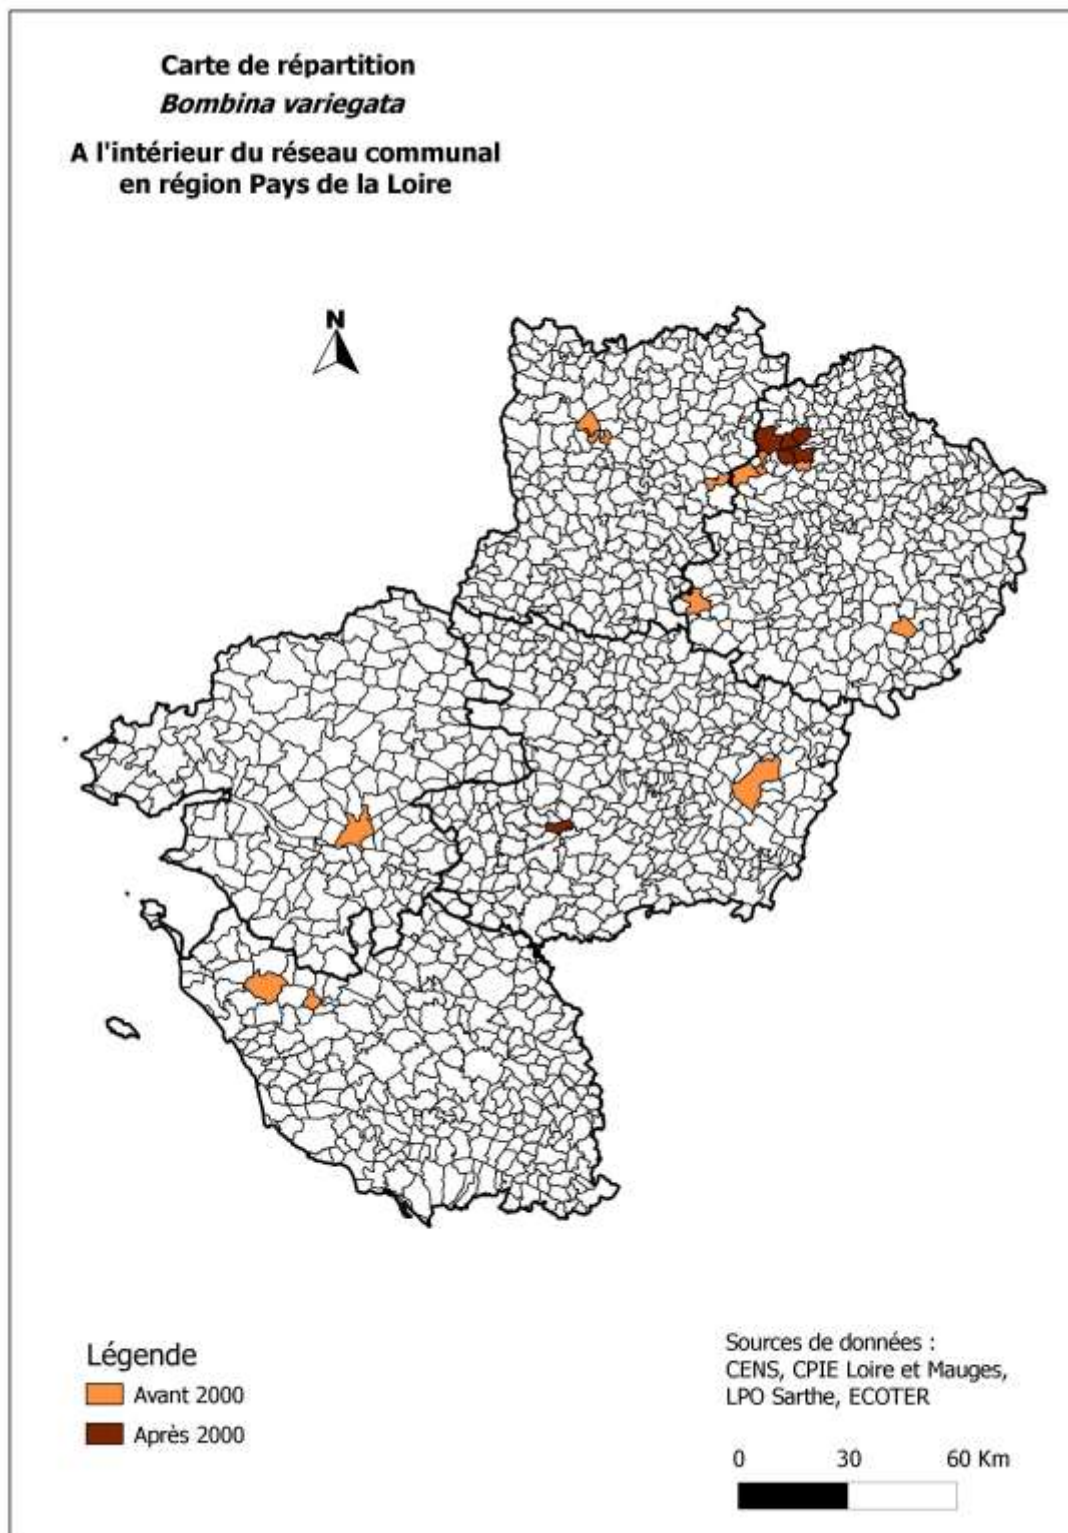 Carte de répartition
Bombina variegata
A l'intérieur du réseau communal
en région Pays de la Loire
N
Légende
Avant 2000
Après 2000
Sources de données :
CENS, CPIE Loire et Mauges,
LPO Sarthe, ECOTER
0 30 60 Km